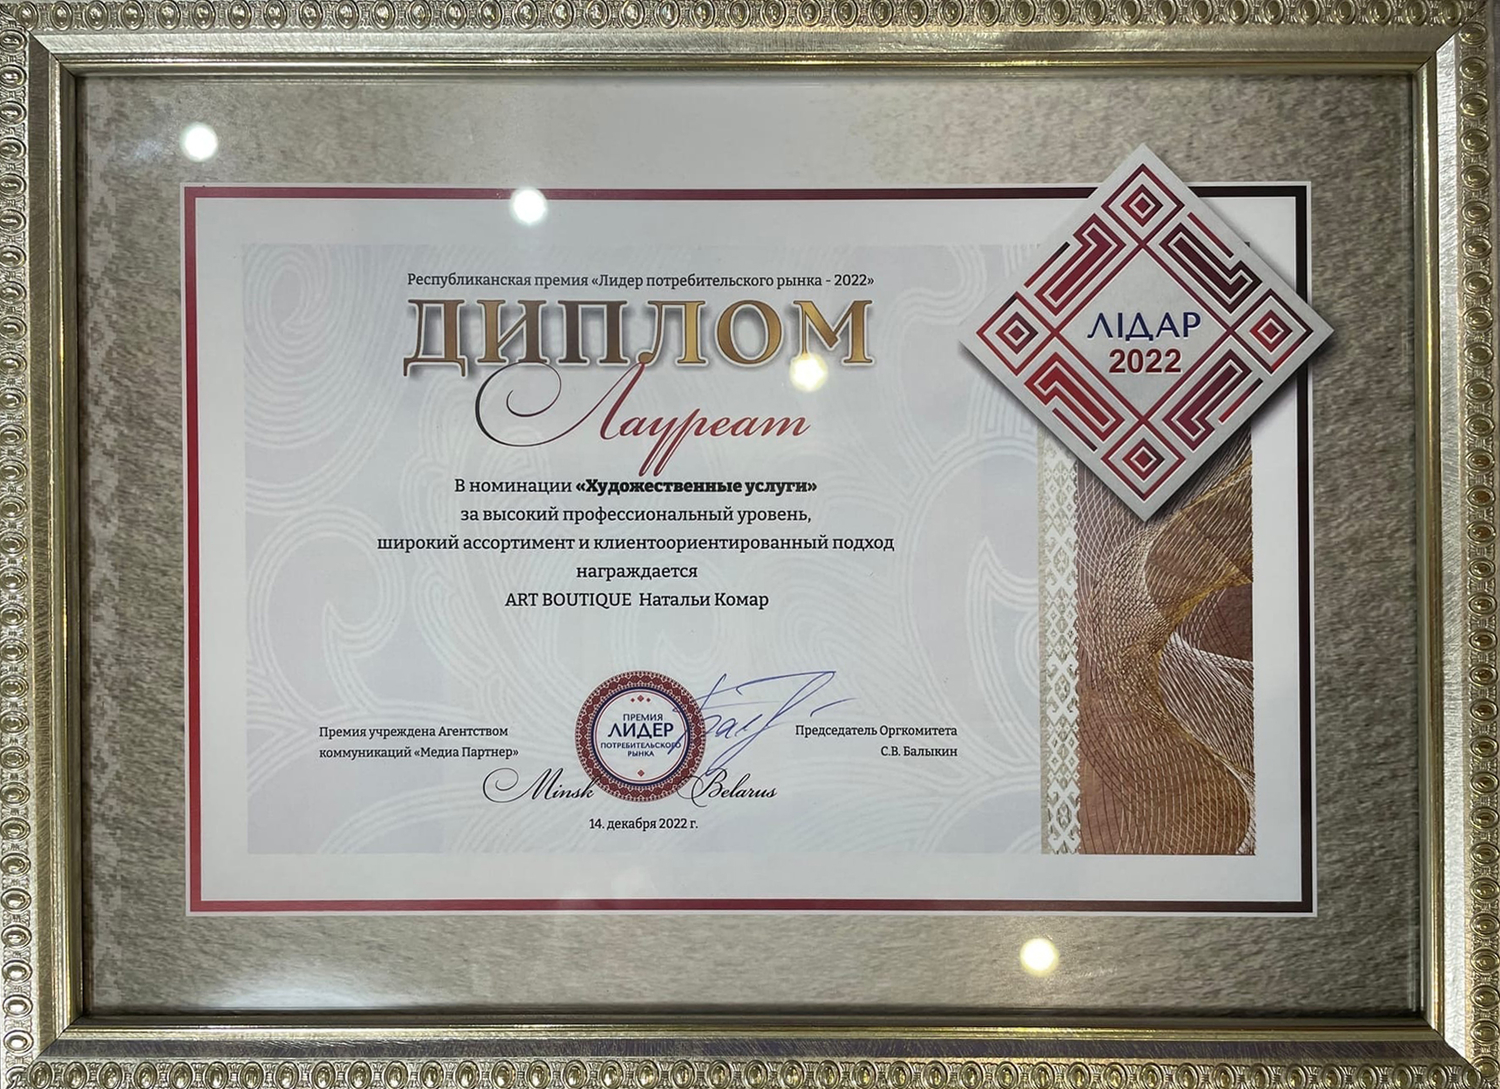 Республиканская премия «Лидер потребительского рынка - 2022»
ДИПЛОМ
Лауреат
ЛІДАР
2022
В номинации «Художественные услуги»
за высокий профессиональный уровень,
широкий ассортимент и клиентоориентированный подход
награждается
ART BOUTIQUE Натальи Комар
Премия учреждена Агентством
коммуникаций «Медиа Партнер»
ПРЕМИЯ
ЛИДЕР
ПОТРЕБИТЕЛЬСКОГО
РЫНКА
Председатель Оргкомитета
С.В. Балыкин
Minsk Belarus
14. декабря 2022 г.